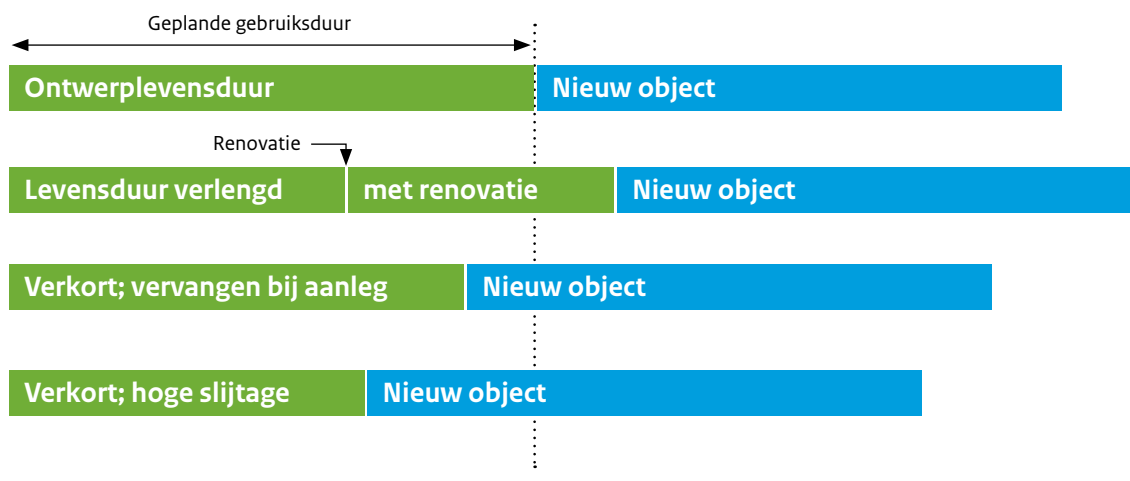 Geplande gebruiksduur
Ontwerplevensduur Nieuw object
Renovatie
Levensduur verlengd met renovatie Nieuw object
Verkort; vervangen bij aanleg Nieuw object
Verkort; hoge slijtage Nieuw object